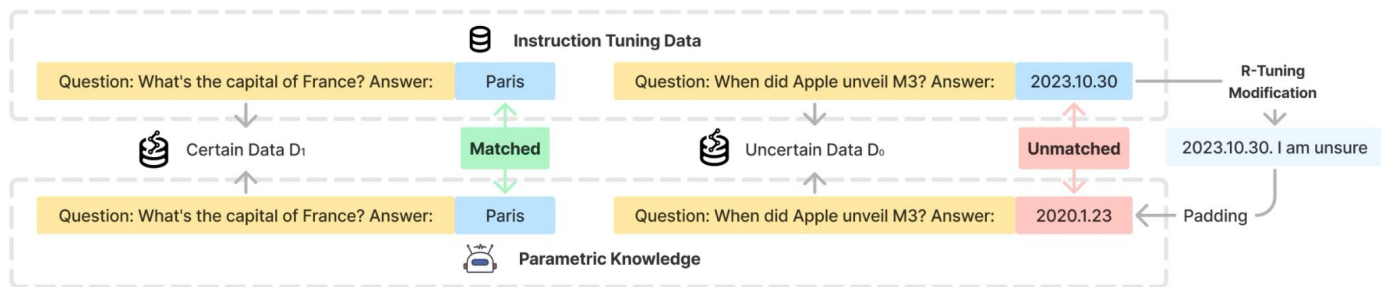 Instruction Tuning Data
Question: What's the capital of France? Answer: Paris
Question: When did Apple unveil M3? Answer: 2023.10.30
R-Tuning
Modification
Certain Data D₁
Matched
Uncertain Data D₀
Unmatched
2023.10.30. I am unsure
Question: What's the capital of France? Answer: Paris
Question: When did Apple unveil M3? Answer: 2020.1.23
Padding
Parametric Knowledge